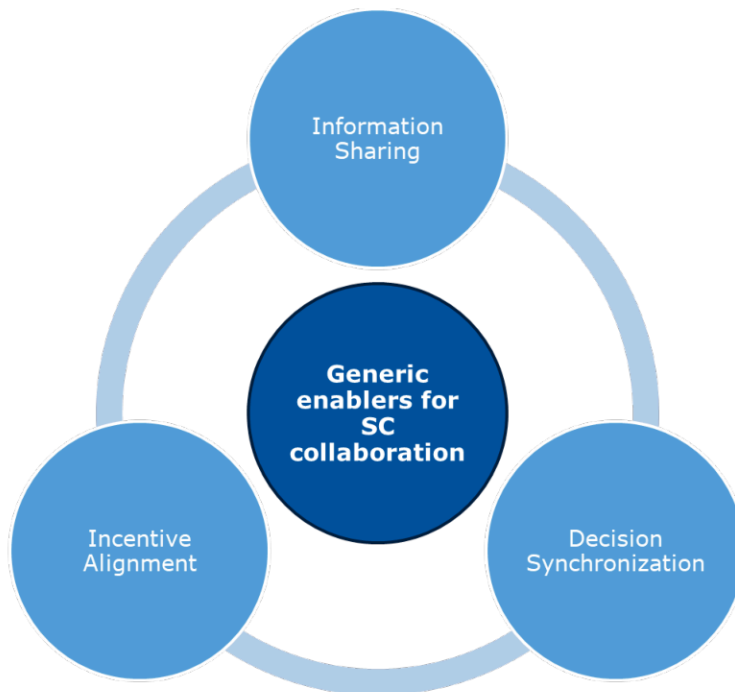 Information
Sharing
Generic
enablers for
SC
collaboration
Incentive
Alignment
Decision
Synchronization